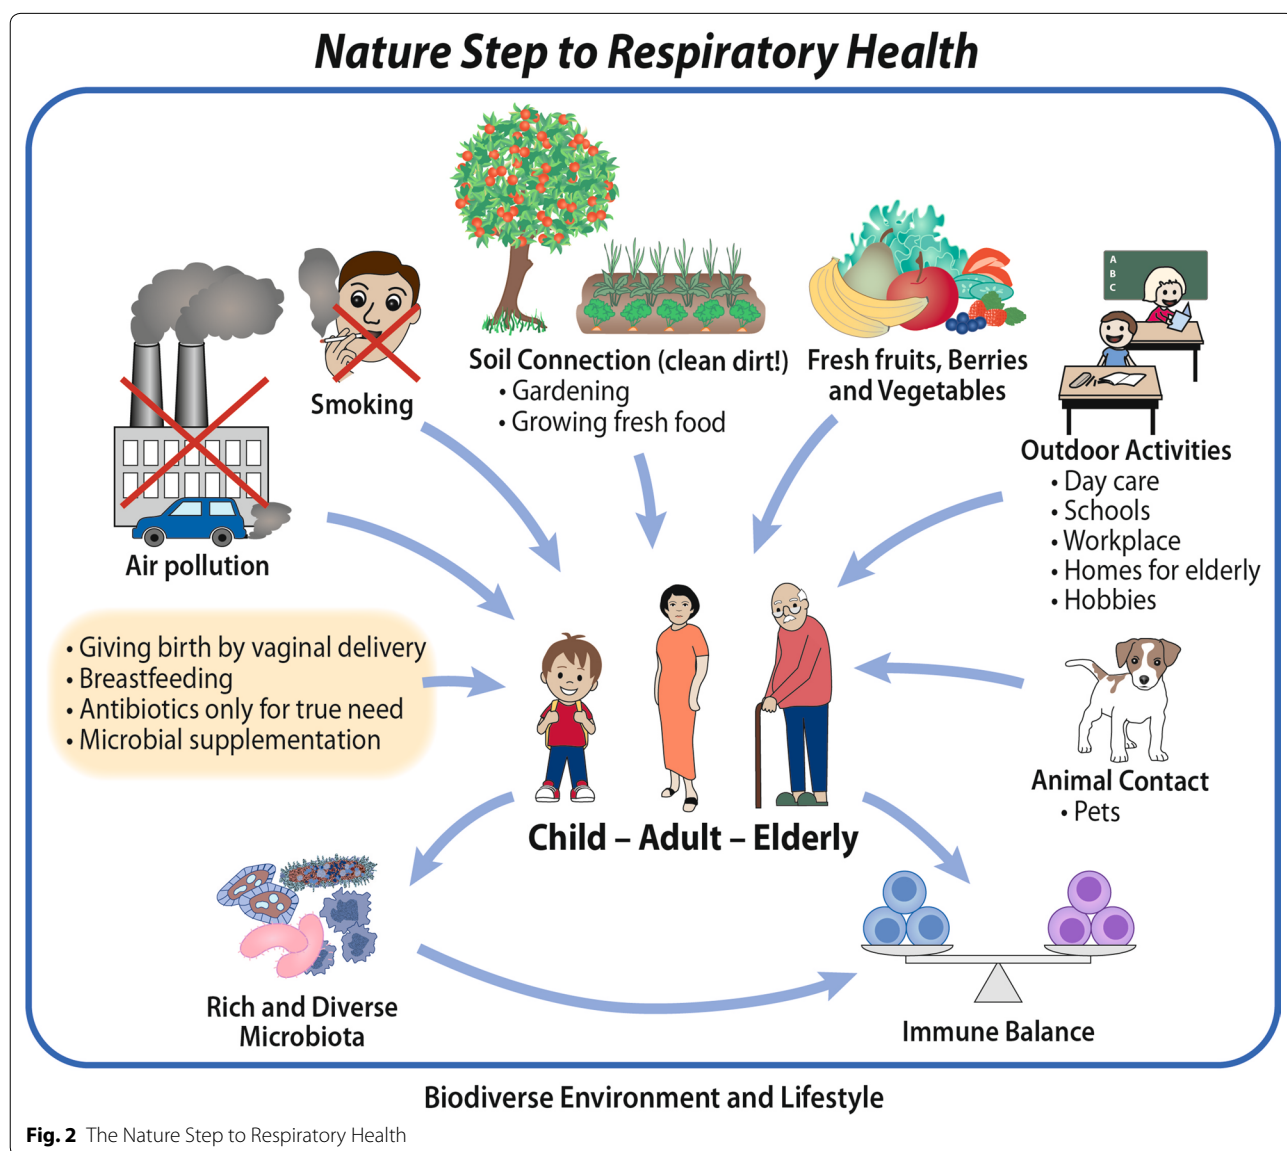 Nature Step to Respiratory Health
A
B
C
Smoking
Soil Connection (clean dirt!)
• Gardening
• Growing fresh food
Fresh fruits, Berries
and Vegetables
Outdoor Activities
• Day care
• Schools
• Workplace
• Homes for elderly
• Hobbies
Air pollution
• Giving birth by vaginal delivery
• Breastfeeding
• Antibiotics only for true need
• Microbial supplementation
Animal Contact
• Pets
Child – Adult – Elderly
Rich and Diverse
Microbiota
Immune Balance
Biodiverse Environment and Lifestyle
Fig. 2 The Nature Step to Respiratory Health